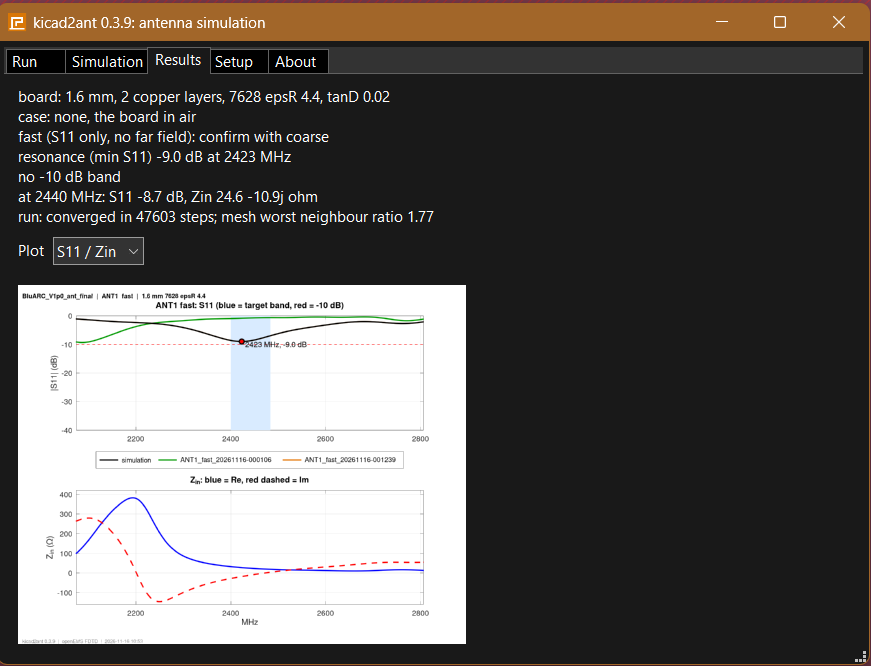 kicad2ant 0.3.9: antenna simulation
Run Simulation Results Setup About
board: 1.6 mm, 2 copper layers, 7628 epsR 4.4, tanD 0.02
case: none, the board in air
fast (S11 only, no far field): confirm with coarse
resonance (min S11) -9.0 dB at 2423 MHz
no -10 dB band
at 2440 MHz: S11 -8.7 dB, Zin 24.6 -10.9j ohm
run: converged in 47603 steps; mesh worst neighbour ratio 1.77
Plot S11 / Zin
BluARC_V1p0_ant_final | ANT1 fast | 1.6 mm 7628 epsR 4.4
ANT1 fast: S11 (blue = target band, red = -10 dB)
0
-10
2423 MHz, -9.0 dB
|S11| (dB)
-20
-30
-40
2200 2400 2600 2800
simulation ANT1_fast_20261116-000106 ANT1_fast_20261116-001239
Zin: blue = Re, red dashed = Im
400
300
200
Zin (Ω)
100
0
-100
2200 2400 2600 2800
MHz
kicad2ant 0.3.9 | openEMS FDTD